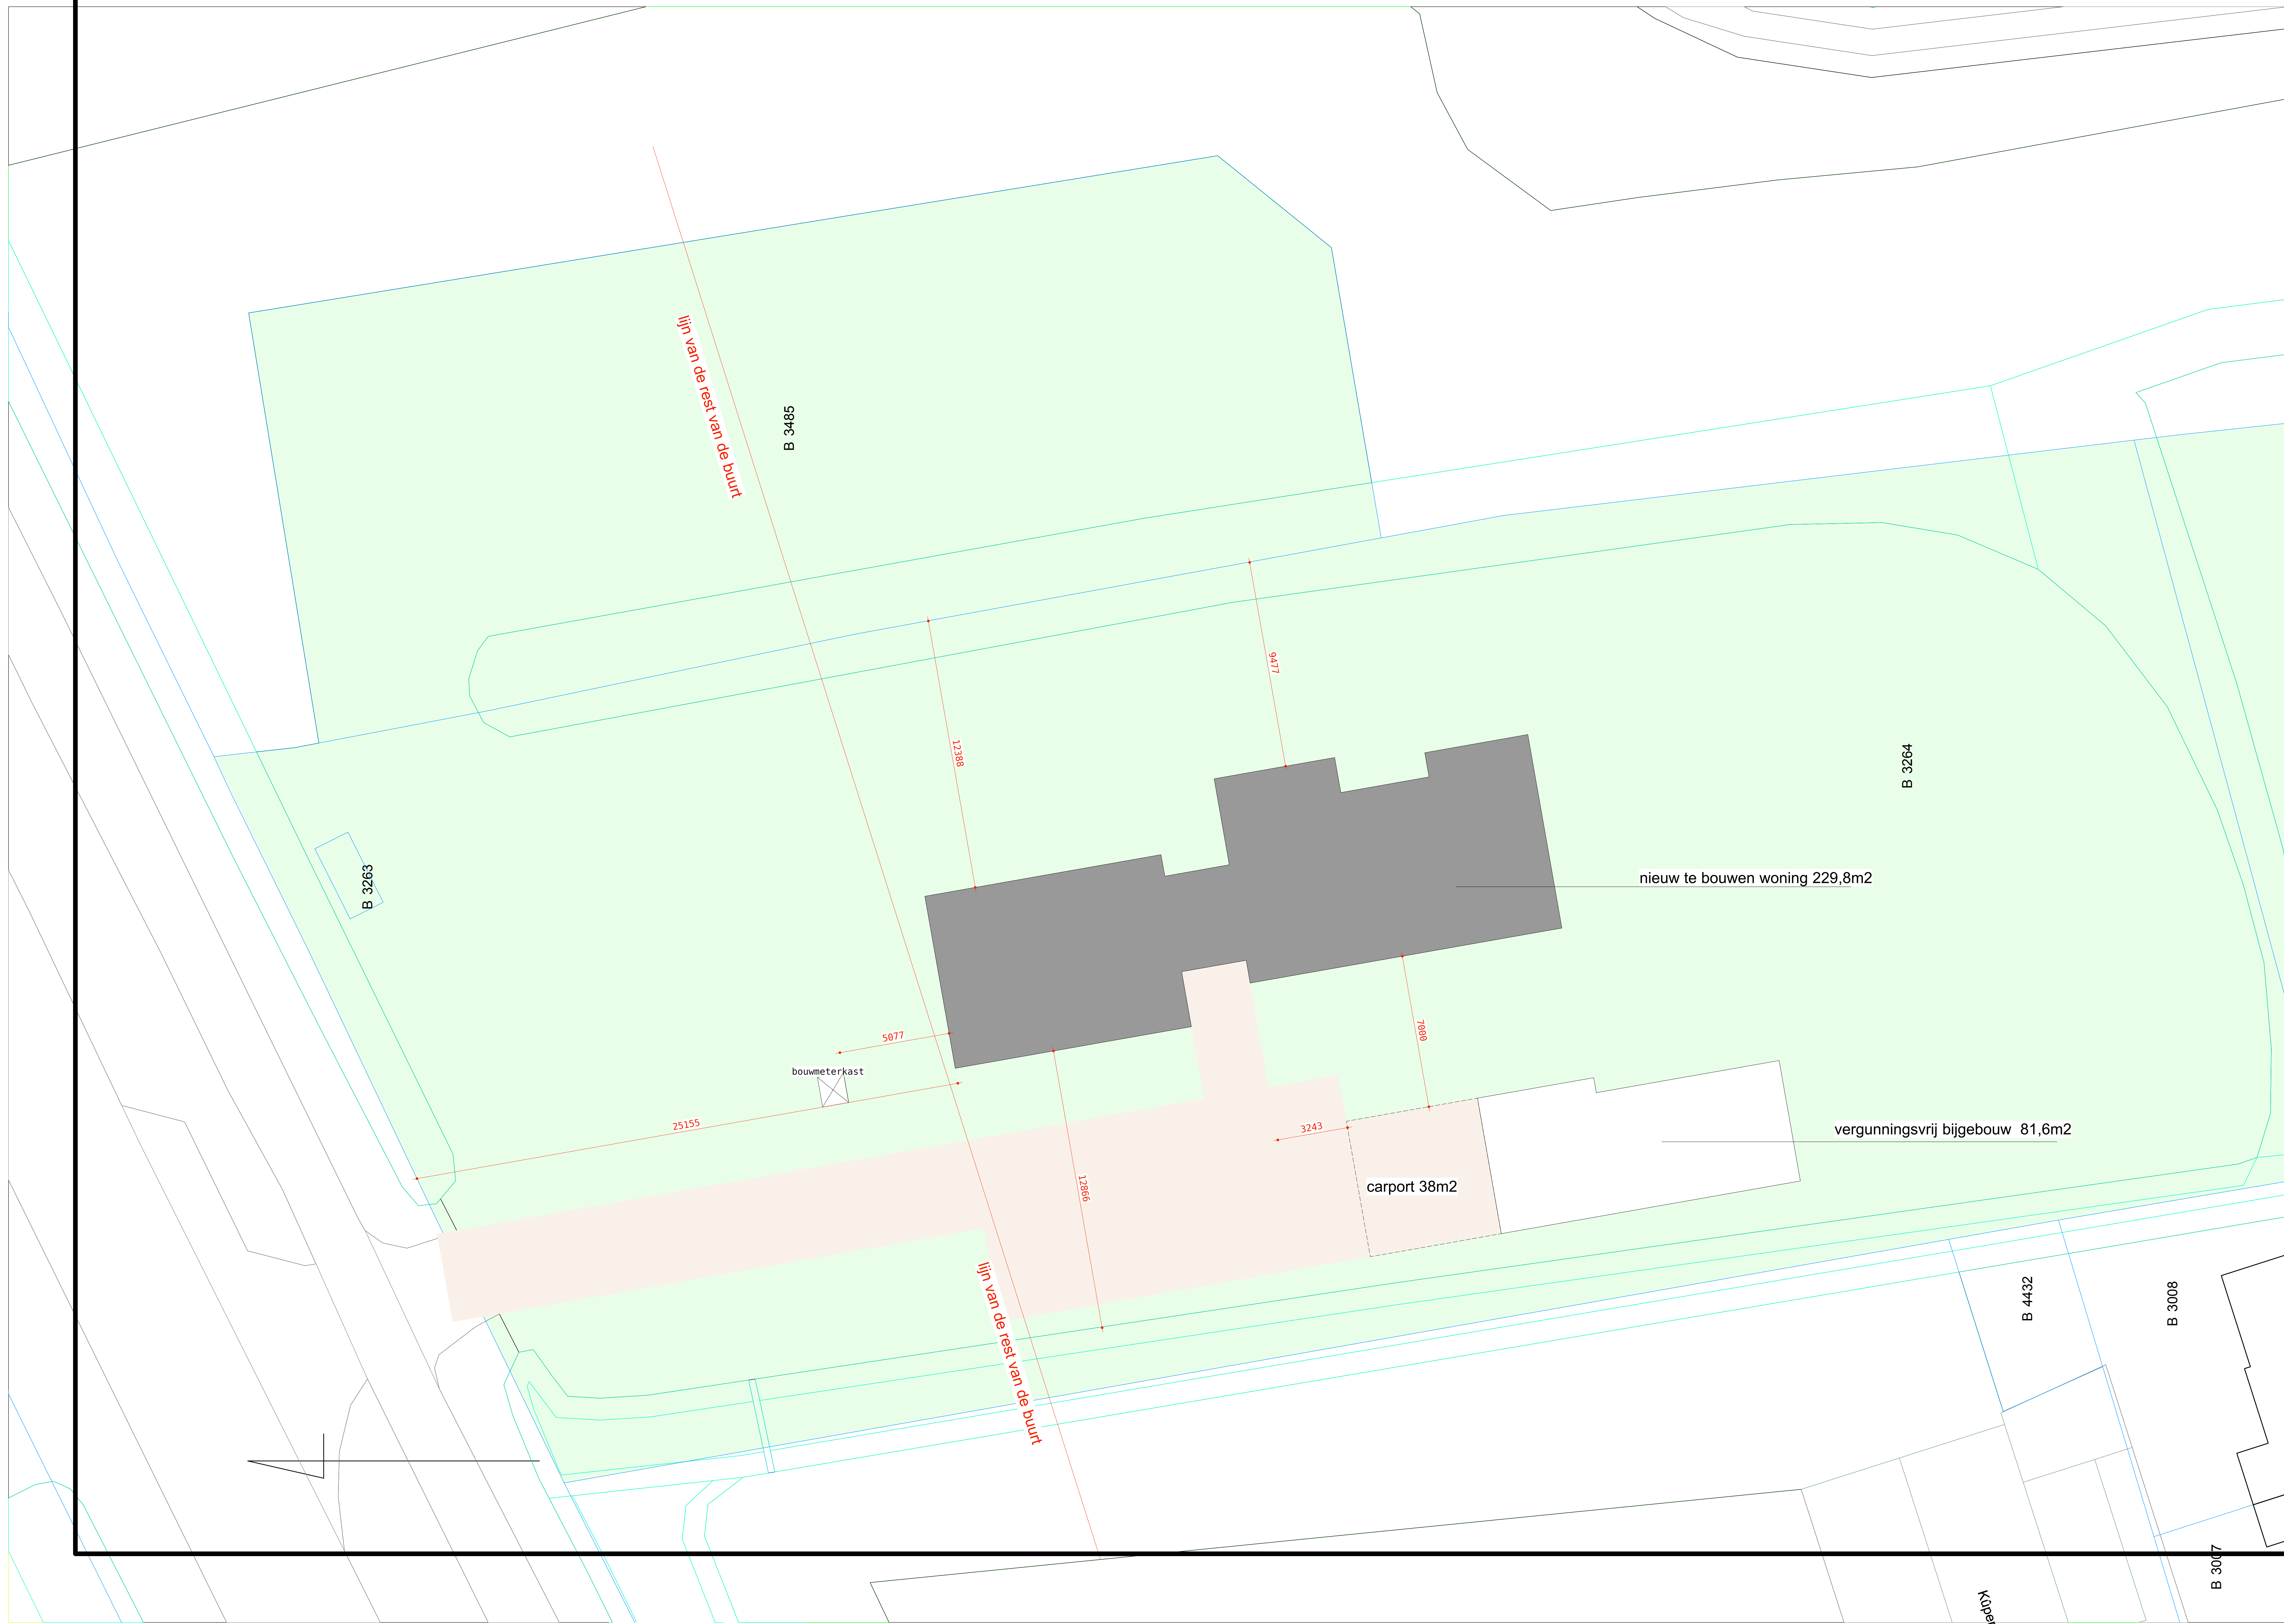 lijn van de rest van de buurt
B 3485
9477
12388
B 3264
B 3263
nieuw te bouwen woning 229,8m2
5077
7000
bouwmeterkast
25155
3243
vergunningsvrij bijgebouw 81,6m2
12866
carport 38m2
lijn van de rest van de buurt
B 4432
B 3008
B 3007